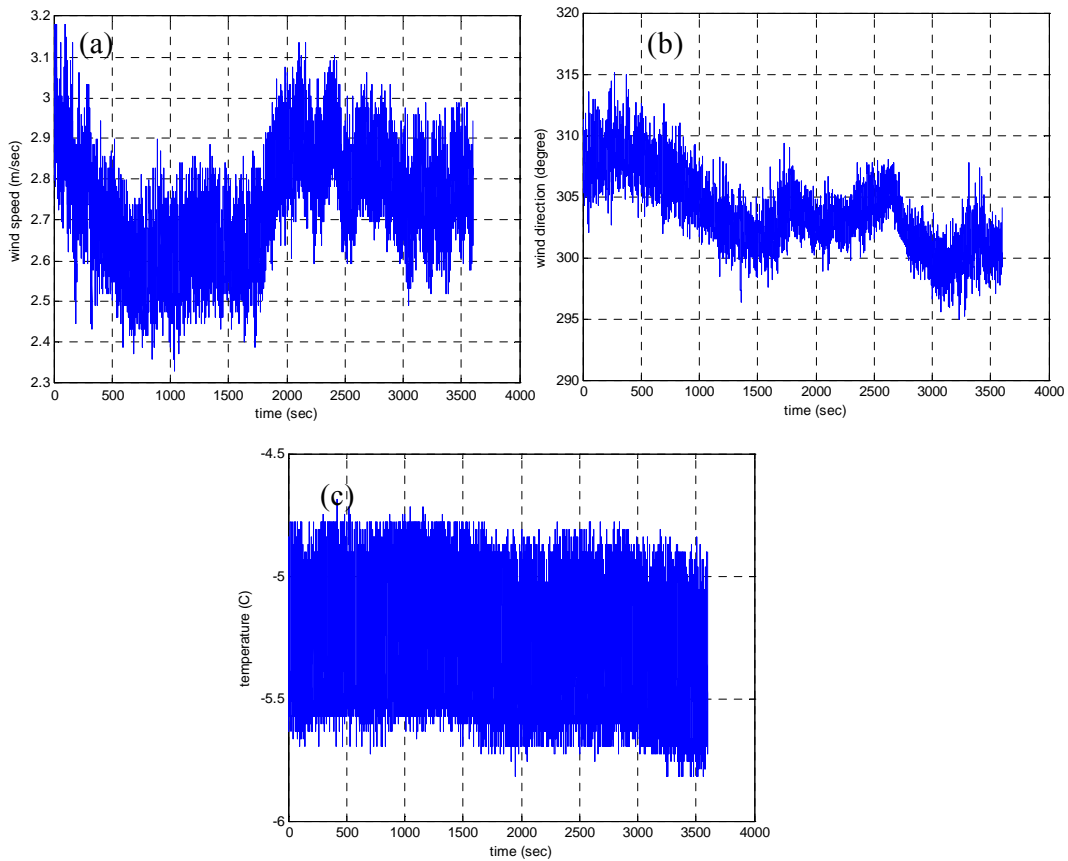 (a)
3.2
3.1
3
2.9
2.8
2.7
2.6
2.5
2.4
2.3
wind speed (m/sec)
0 500 1000 1500 2000 2500 3000 3500 4000
time (sec)
(b)
320
315
310
305
300
295
290
wind direction (degree)
0 500 1000 1500 2000 2500 3000 3500 4000
time (sec)
(c)
-4.5
-5
-5.5
-6
temperature (C)
0 500 1000 1500 2000 2500 3000 3500 4000
time (sec)